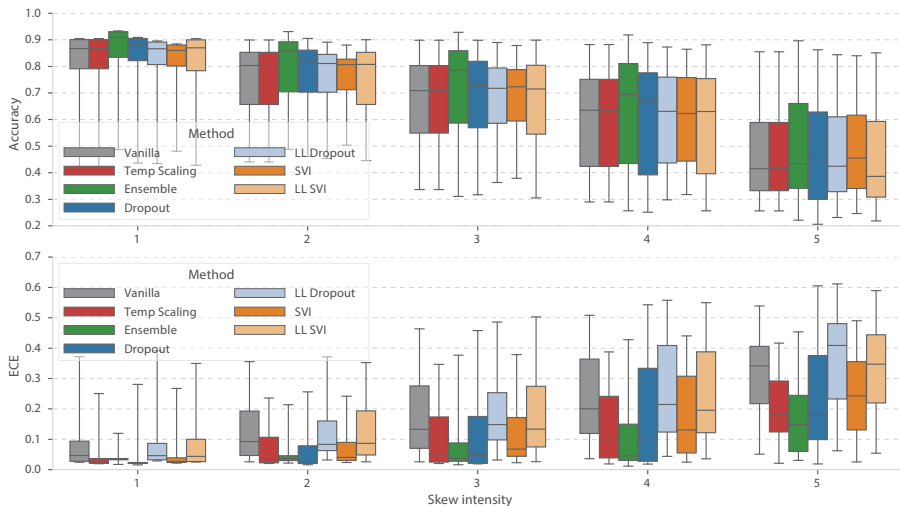 1.0
0.9
0.8
0.7
0.6
0.5
0.4
0.3
0.2
Accuracy
Method
Vanilla
Temp Scaling
Ensemble
Dropout
LL Dropout
SVI
LL SVI
1 2 3 4 5
0.7
0.6
0.5
0.4
0.3
0.2
0.1
0.0
ECE
Method
Vanilla
Temp Scaling
Ensemble
Dropout
LL Dropout
SVI
LL SVI
1 2 3 4 5
Skew intensity